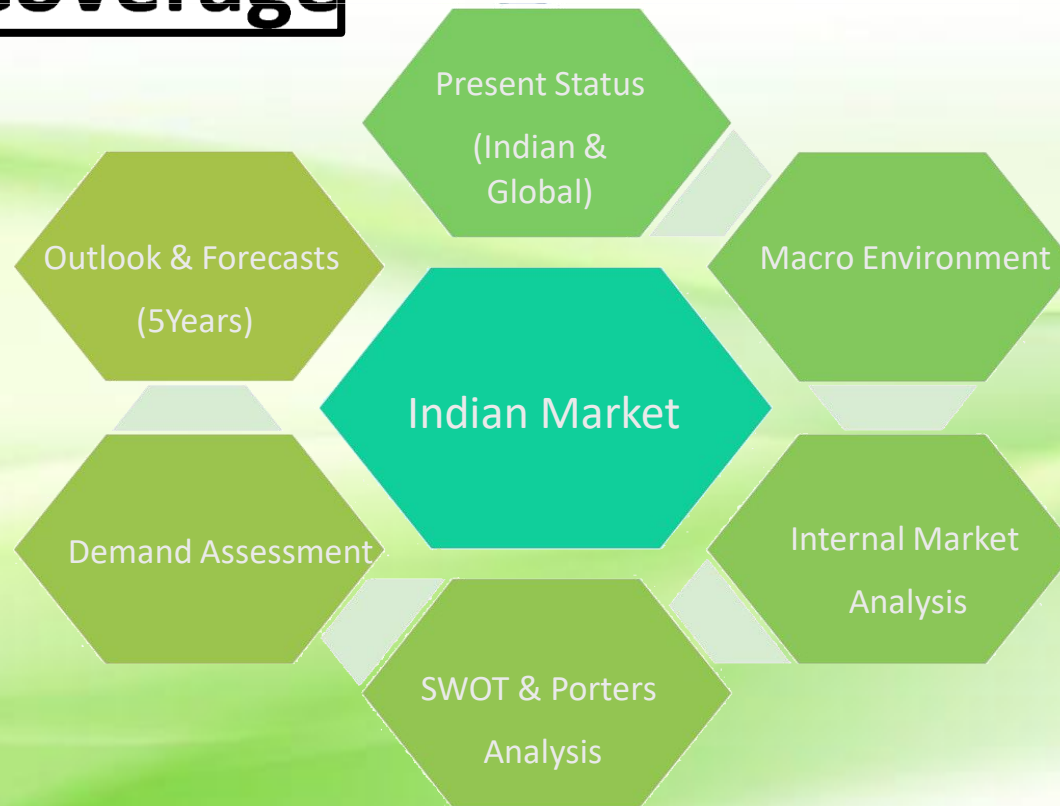 Coverage
Present Status
(Indian &
Global)
Macro Environment
Internal Market
Analysis
SWOT & Porters
Analysis
Demand Assessment
Outlook & Forecasts
(5Years)
Indian Market